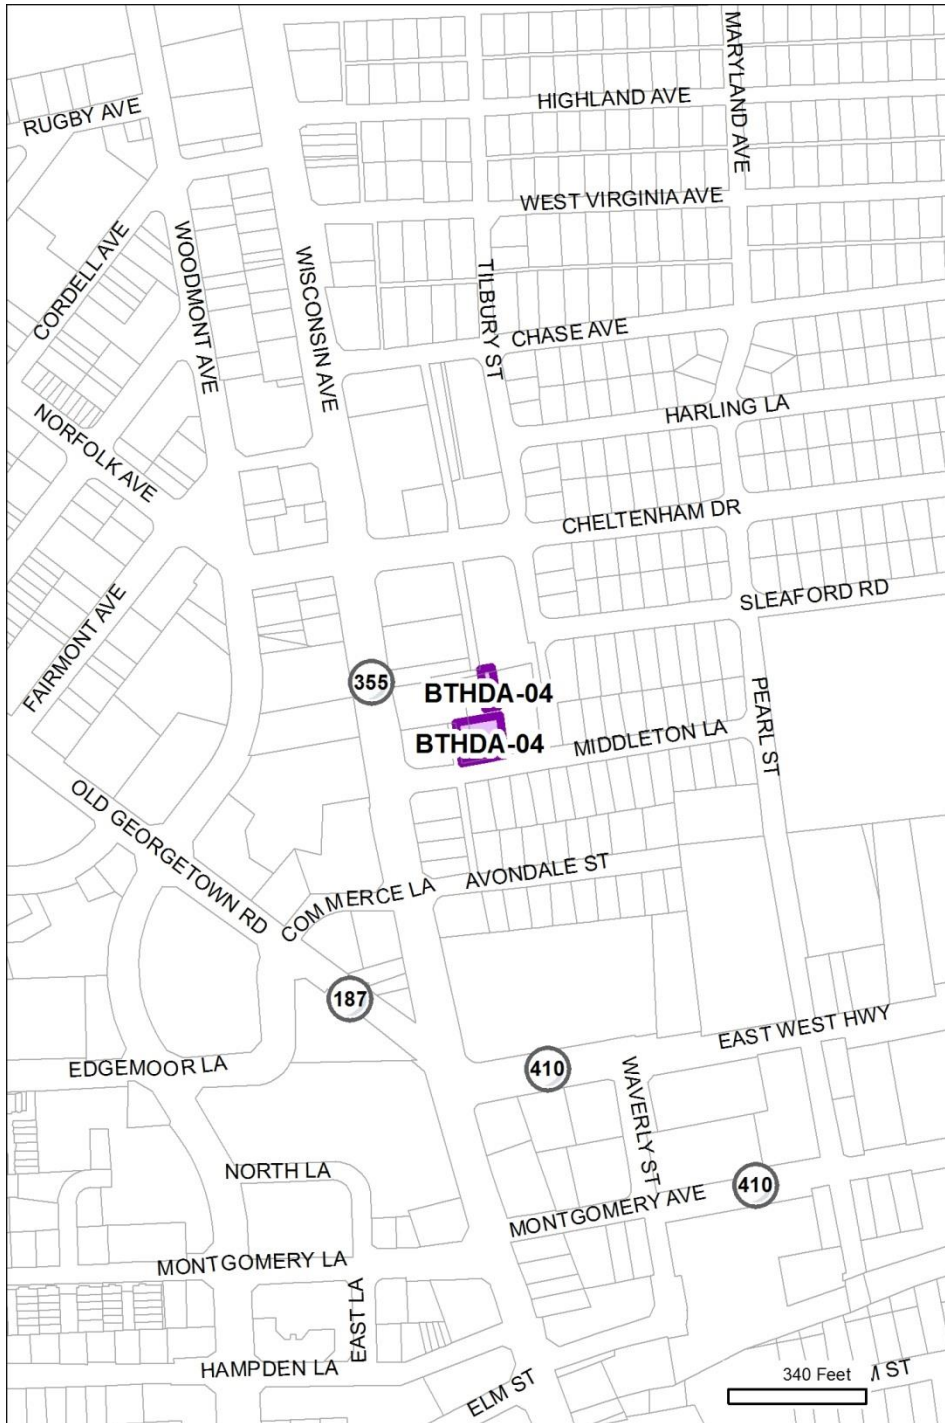 MARYLAND AVE
HIGHLAND AVE
RUGBY AVE
WEST VIRGINIA AVE
CORDELL AVE
WOODMONT AVE
WISCONSIN AVE
TILBURY ST
CHASE AVE
HARLING LA
NORFOLK AVE
CHELTENHAM DR
SLEAFORD RD
FAIRMONT AVE
355
BTHDA-04
BTHDA-04
MIDDLETON LA
PEARL ST
OLD GEORGETOWN RD
COMMERCE LA
AVONDALE ST
187
EAST WEST HWY
EDGEMOOR LA
410
WAVERLY ST
NORTH LA
410
MONTGOMERY AVE
MONTGOMERY LA
EAST LA
HAMPDEN LA
ELM ST
340 Feet
ST